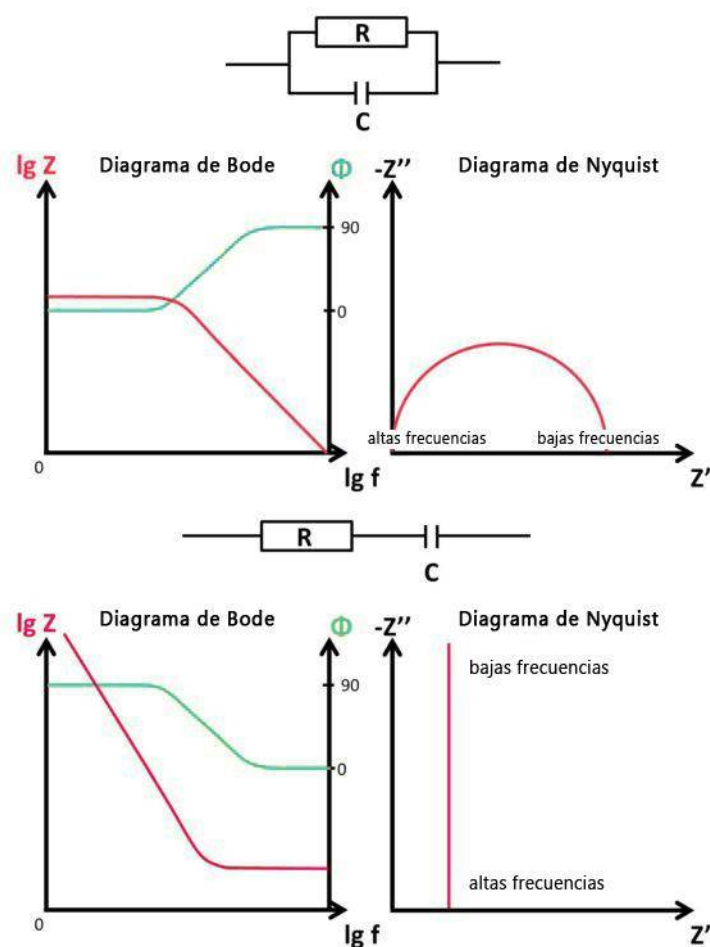 R
C
lg Z
Diagrama de Bode
Φ
-Z''
Diagrama de Nyquist
90
0
altas frecuencias
bajas frecuencias
0
lg f
Z'
R
C
lg Z
Diagrama de Bode
Φ
-Z''
Diagrama de Nyquist
bajas frecuencias
90
0
altas frecuencias
0
lg f
Z'